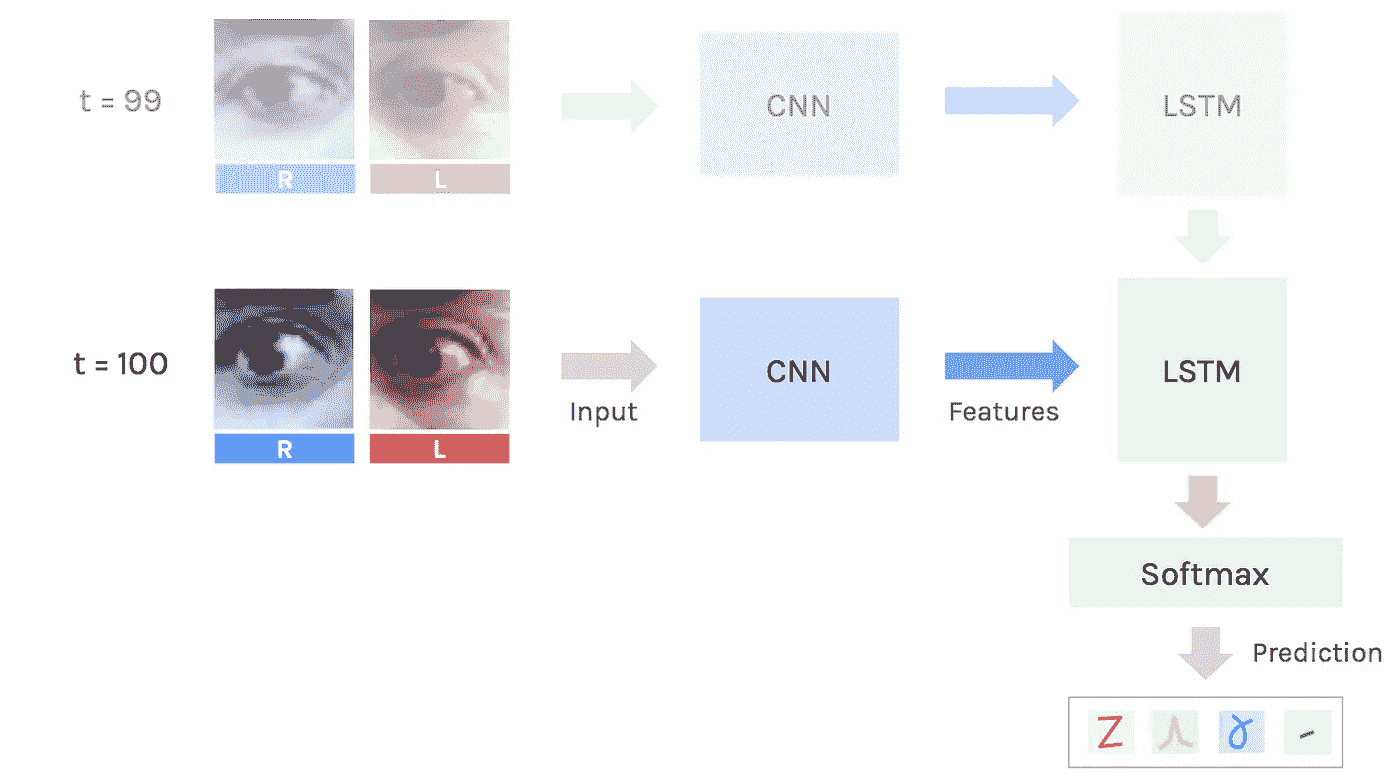 t = 99
R
L
CNN
LSTM
t = 100
R
L
Input
CNN
Features
LSTM
Softmax
Prediction
Z
γ
-